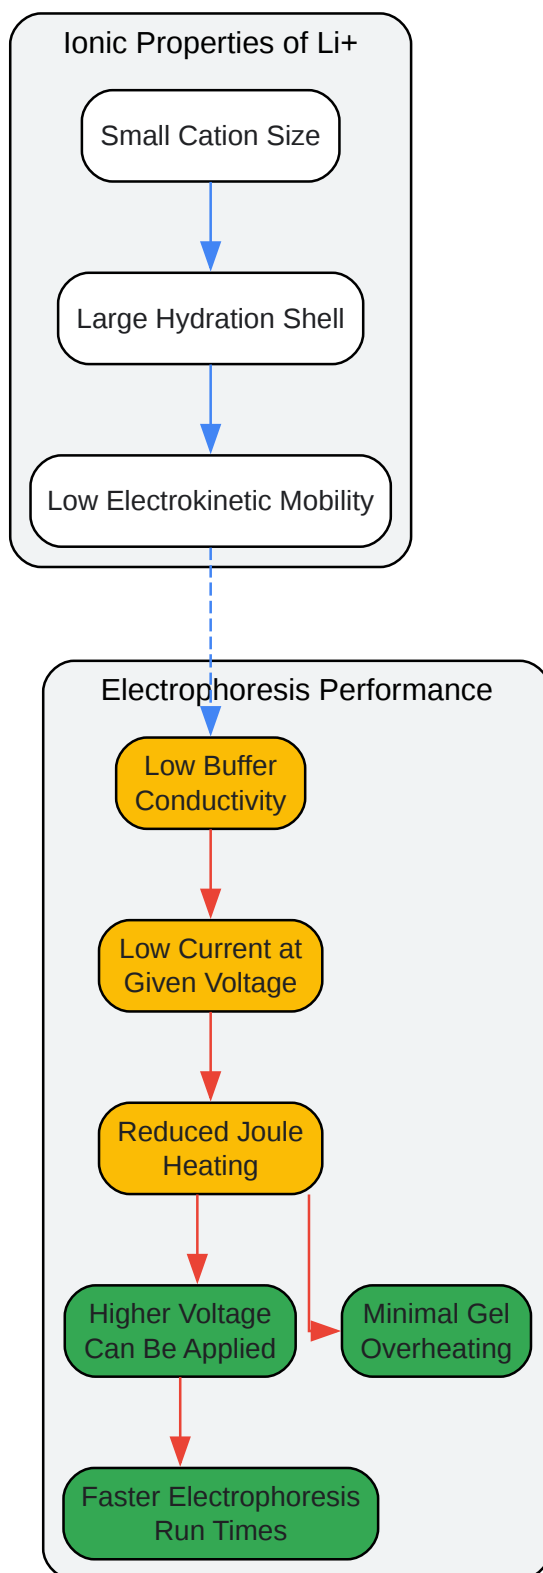 Ionic Properties of Li+
Small Cation Size
Large Hydration Shell
Low Electrokinetic Mobility
Electrophoresis Performance
Low Buffer
Conductivity
Low Current at
Given Voltage
Reduced Joule
Heating
Higher Voltage
Can Be Applied
Minimal Gel
Overheating
Faster Electrophoresis
Run Times